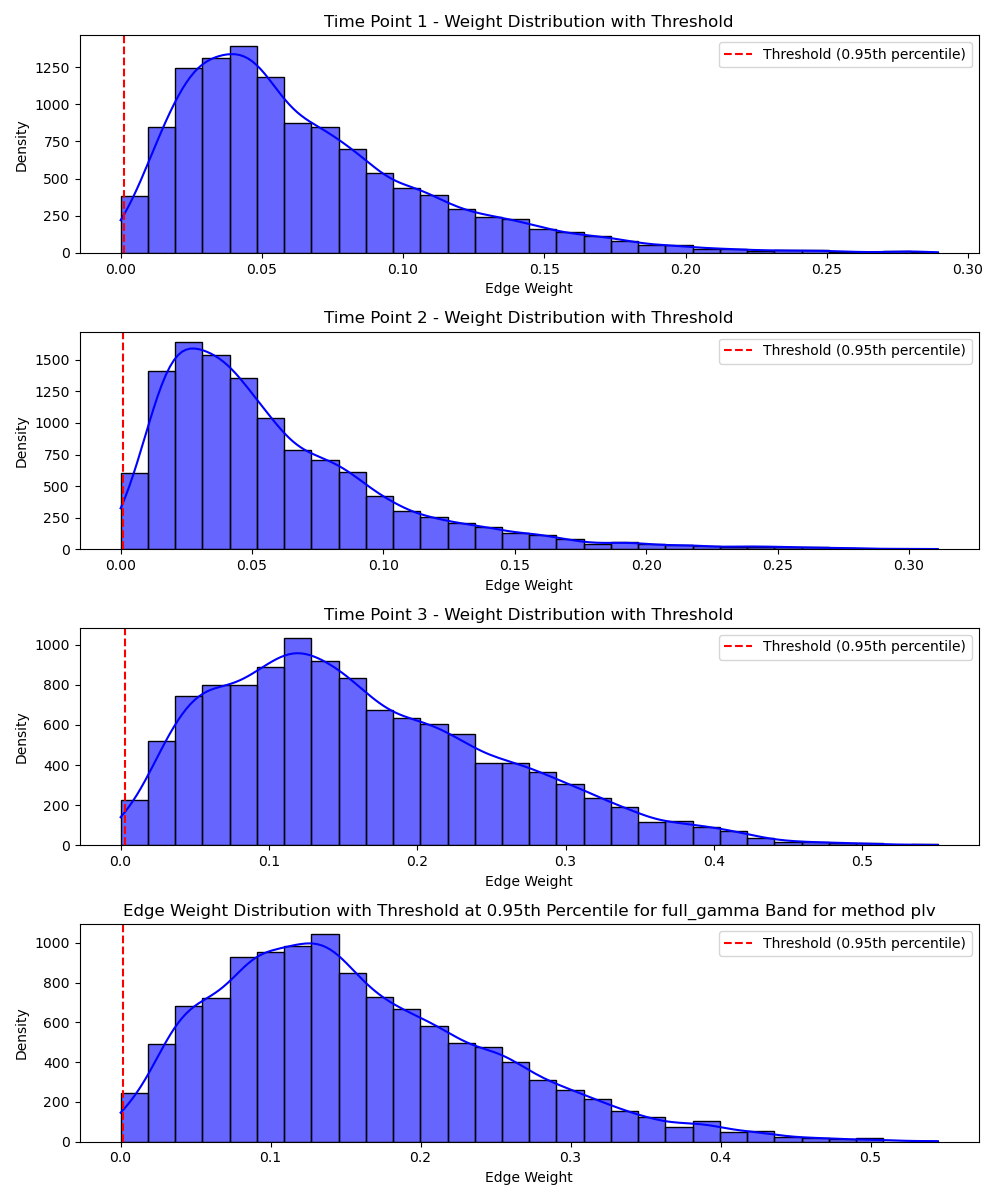 Time Point 1 - Weight Distribution with Threshold
Threshold (0.95th percentile)
Density
1250
1000
750
500
250
0
0.00 0.05 0.10 0.15 0.20 0.25 0.30
Edge Weight
Time Point 2 - Weight Distribution with Threshold
Threshold (0.95th percentile)
Density
1500
1250
1000
750
500
250
0
0.00 0.05 0.10 0.15 0.20 0.25 0.30
Edge Weight
Time Point 3 - Weight Distribution with Threshold
Threshold (0.95th percentile)
Density
1000
800
600
400
200
0
0.0 0.1 0.2 0.3 0.4 0.5
Edge Weight
Edge Weight Distribution with Threshold at 0.95th Percentile for full_gamma Band for method plv
Threshold (0.95th percentile)
Density
1000
800
600
400
200
0
0.0 0.1 0.2 0.3 0.4 0.5
Edge Weight